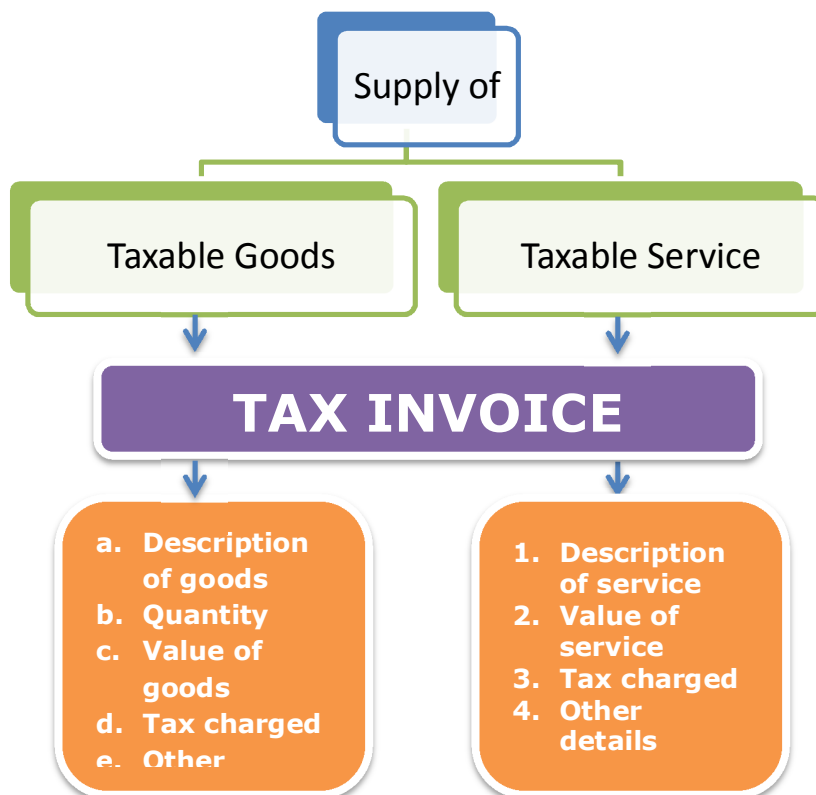 Supply of
Taxable Goods
Taxable Service
TAX INVOICE
a. Description
of goods
b. Quantity
c. Value of
goods
d. Tax charged
e. Other
1. Description
of service
2. Value of
service
3. Tax charged
4. Other
details